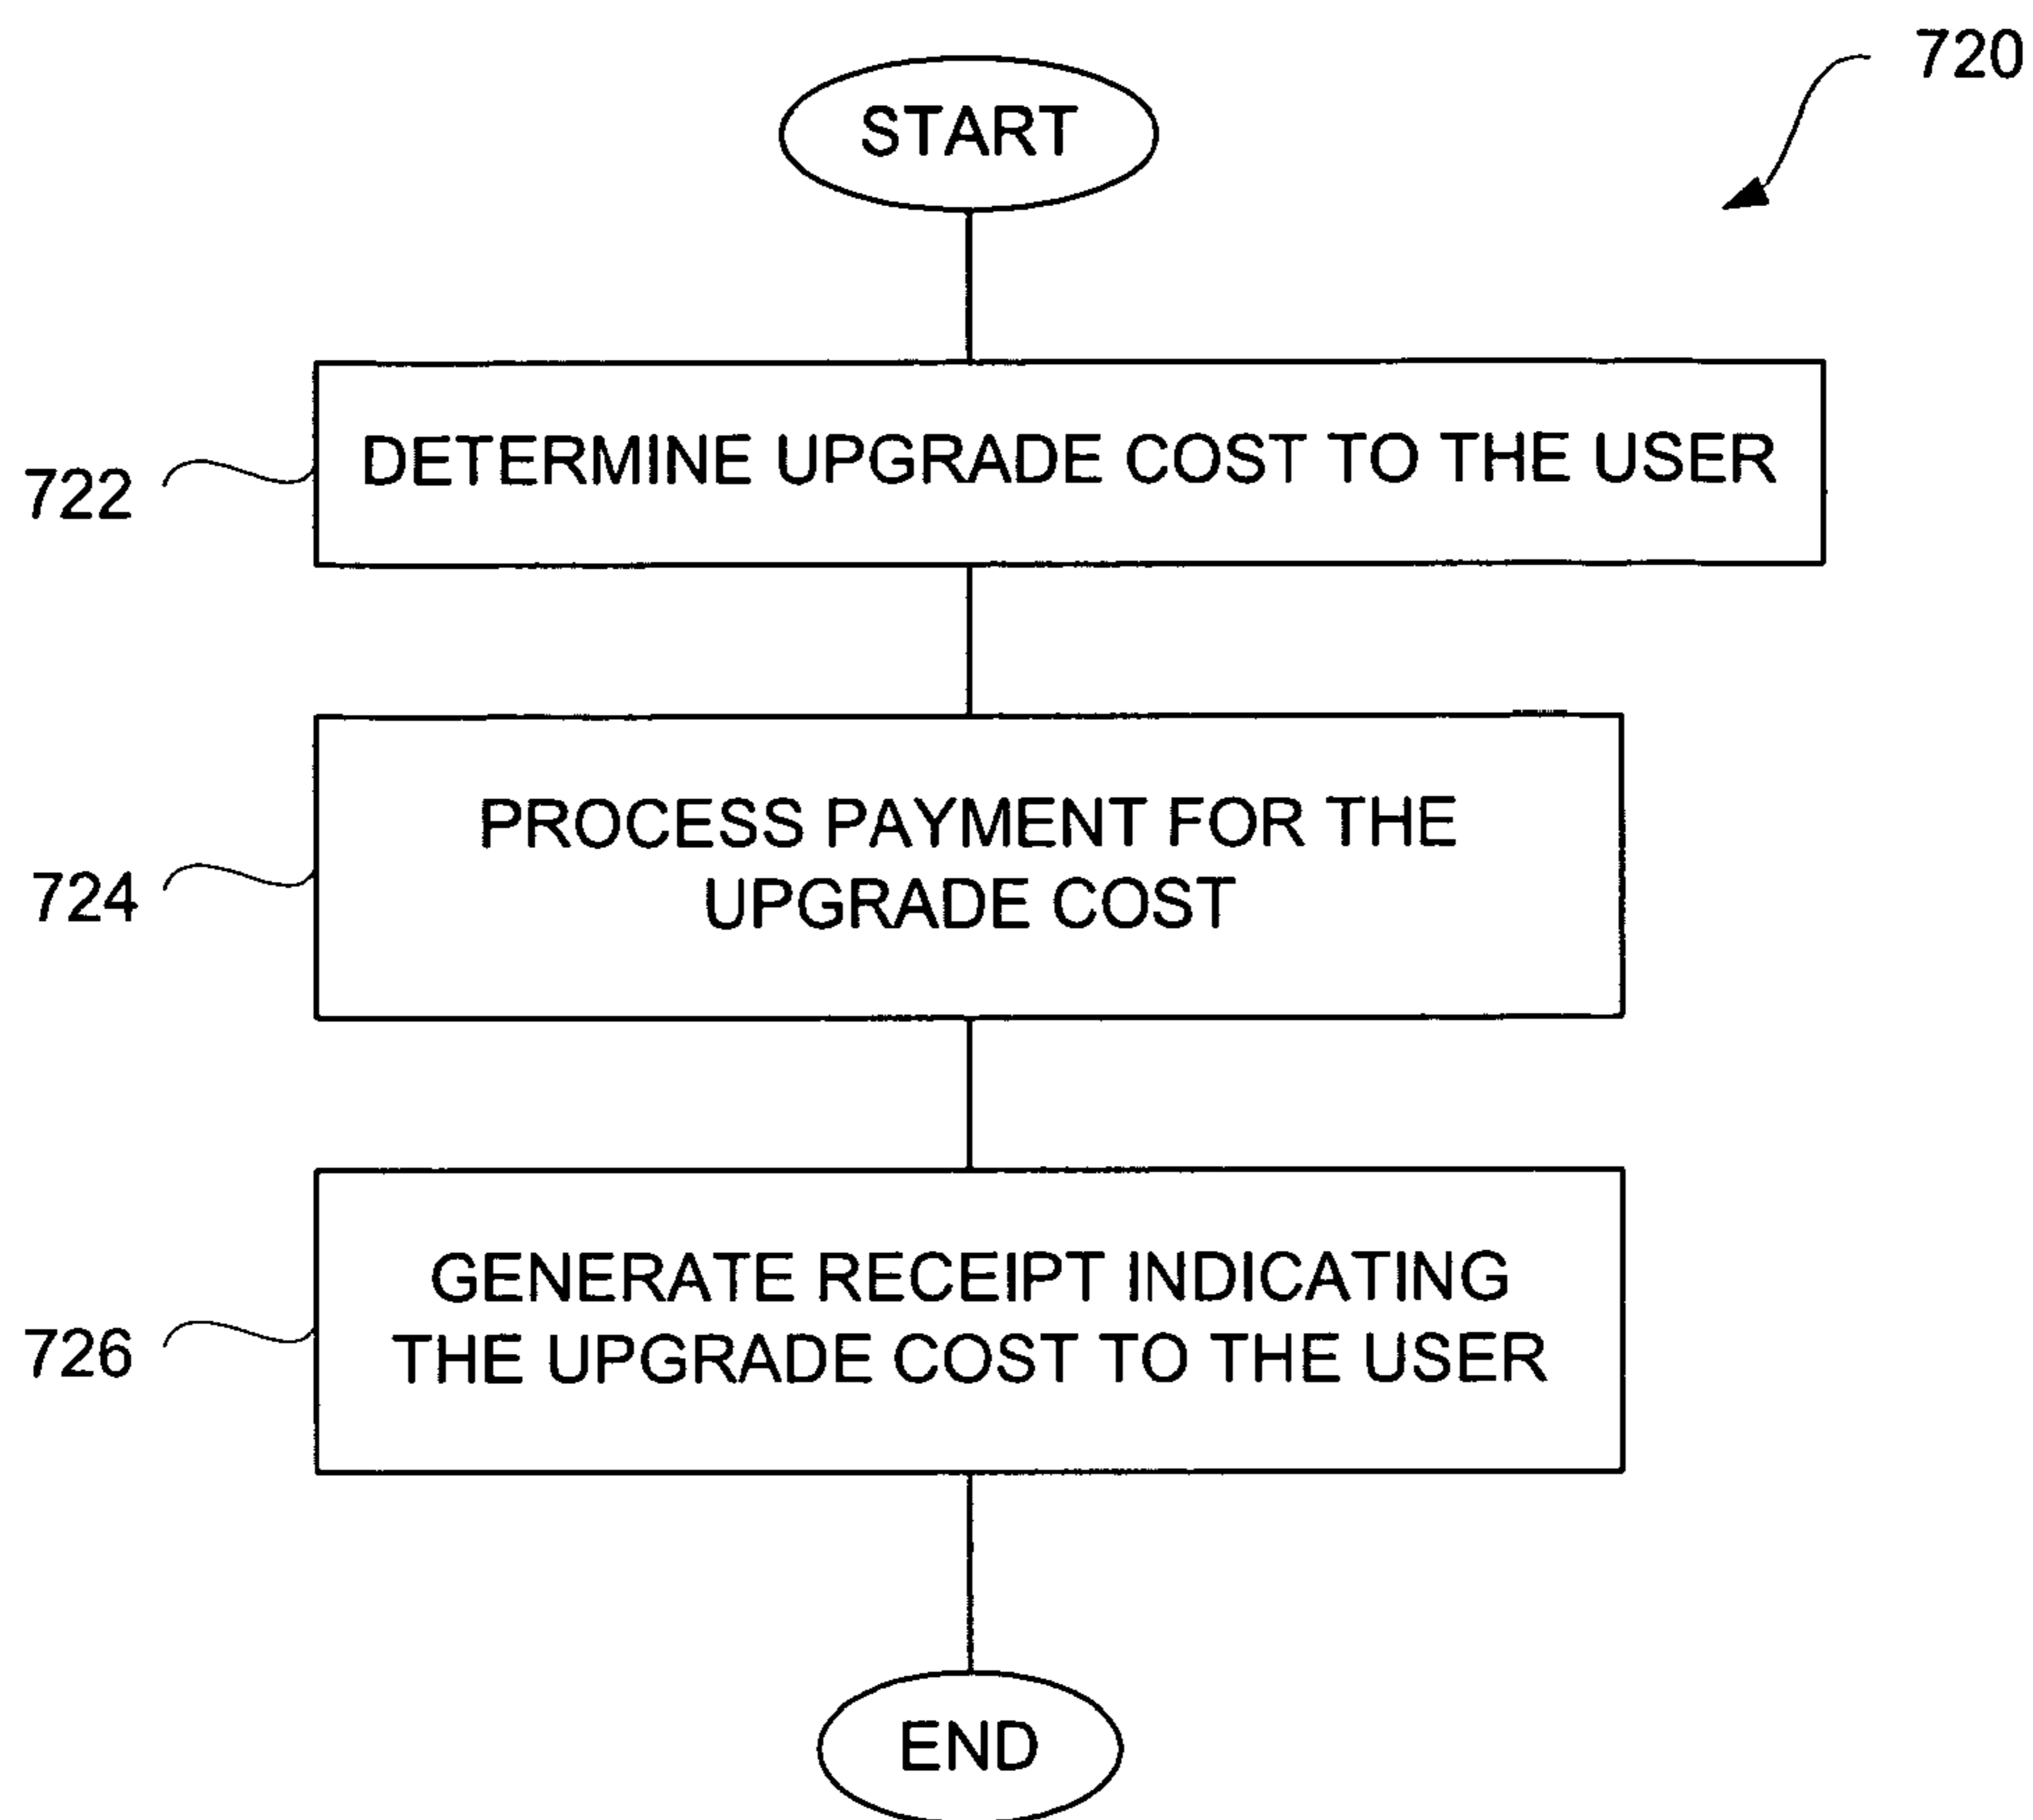 720
START
722
DETERMINE UPGRADE COST TO THE USER
724
PROCESS PAYMENT FOR THE
UPGRADE COST
726
GENERATE RECEIPT INDICATING
THE UPGRADE COST TO THE USER
END